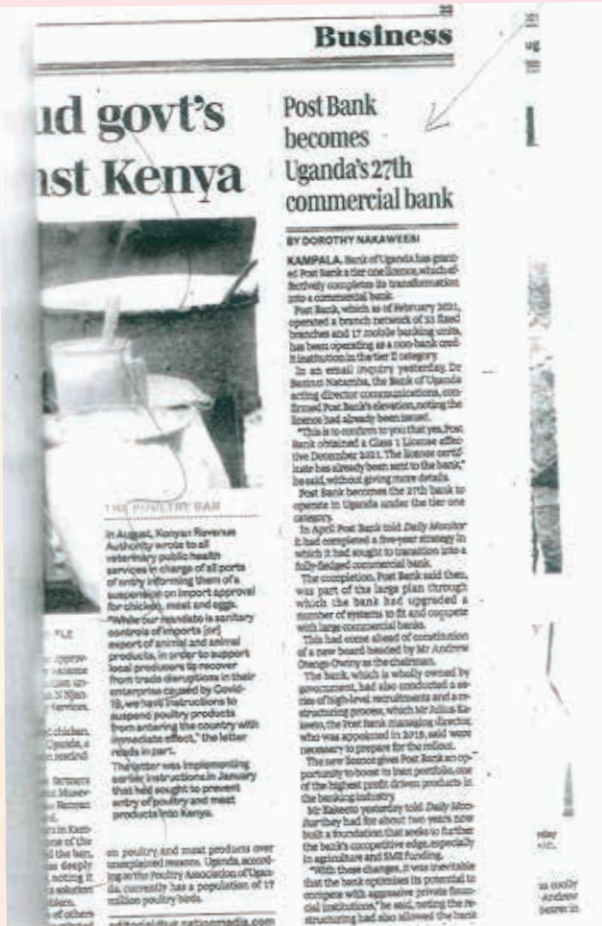 Business
ud govt's
nst Kenya
THE POULTRY BAN
In August, Kenyan Revenue
Authority wrote to all
veterinary public health
services in charge of all ports
of entry informing them of a
suspension on import approval
for chicken, meat and eggs.
"While our mandate is sanitary
controls of imports [or]
export of animal and animal
products, in order to support
local producers to recover
from trade disruptions in their
enterprise caused by Covid-
19, we have instructions to
suspend poultry products
from entering the country with
immediate effect," the letter
reads in part.
The letter was implementing
earlier instructions in January
that had sought to prevent
entry of poultry and meat
products into Kenya.
on poultry and meat products over
unexplained reasons. Uganda, accord-
ing to the Poultry Association of Ugan-
da, currently has a population of 17
million poultry birds.
Post Bank
becomes
Uganda's 27th
commercial bank
BY DOROTHY NAKAWEESI
KAMPALA. Bank of Uganda has grant-
ed Post Bank a tier one licence, which ef-
fectively completes its transformation
into a commercial bank.
Post Bank, which as of February 2021,
operated a branch network of 33 fixed
branches and 17 mobile banking units,
has been operating as a non-bank cred-
it institution in the tier II category.
In an email inquiry yesterday, Dr
Natamba, the Bank of Uganda
acting director communications, con-
firmed Post Bank's elevation, noting the
licence had already been issued.
"This is to confirm to you that yes, Post
Bank obtained a Class 1 License effec-
tive December 2021. The licence certif-
icate has already been sent to the bank,"
he said, without giving more details.
Post Bank becomes the 27th bank to
operate in Uganda under the tier one
category.
In April Post Bank told Daily Monitor
it had completed a five-year strategy in
which it had sought to transition into a
fully-fledged commercial bank.
The completion, Post Bank said then,
was part of the large plan through
which the bank had upgraded a
number of systems to fit and compete
with large commercial banks.
This had come ahead of constitution
of a new board headed by Mr Andrew
Otengo-Owiny as the chairman.
The bank, which is wholly owned by
government, had also conducted a se-
ries of high-level recruitments and a re-
structuring process, which Mr Julius Ka-
keeto, the Post Bank managing director,
who was appointed in 2019, said were
necessary to prepare for the rollout.
The new licence gives Post Bank an op-
portunity to boost its loan portfolio, one
of the highest profit driven products in
the banking industry.
Mr Kakeeto yesterday told Daily Mon-
itor they had for about two years now
built a foundation that seeks to further
the bank's competitive edge, especially
in agriculture and SME funding.
"With these changes, it was inevitable
that the bank optimises its potential to
compete with aggressive private finan-
cial institutions," he said, noting the re-
structuring had also allowed the bank